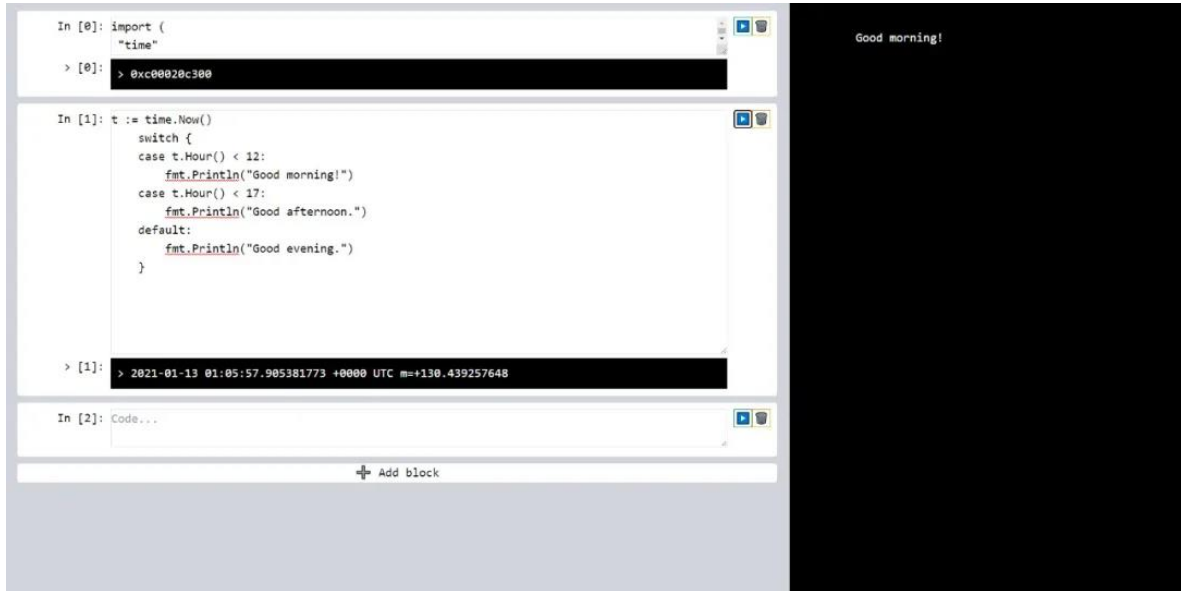 In [0]: import (
"time"
> [0]: > 0xc00020c300
In [1]: t := time.Now()
switch {
case t.Hour() < 12:
fmt.Println("Good morning!")
case t.Hour() < 17:
fmt.Println("Good afternoon.")
default:
fmt.Println("Good evening.")
}
> [1]: > 2021-01-13 01:05:57.905381773 +0000 UTC m=+130.439257648
In [2]: Code...
Add block
Good morning!